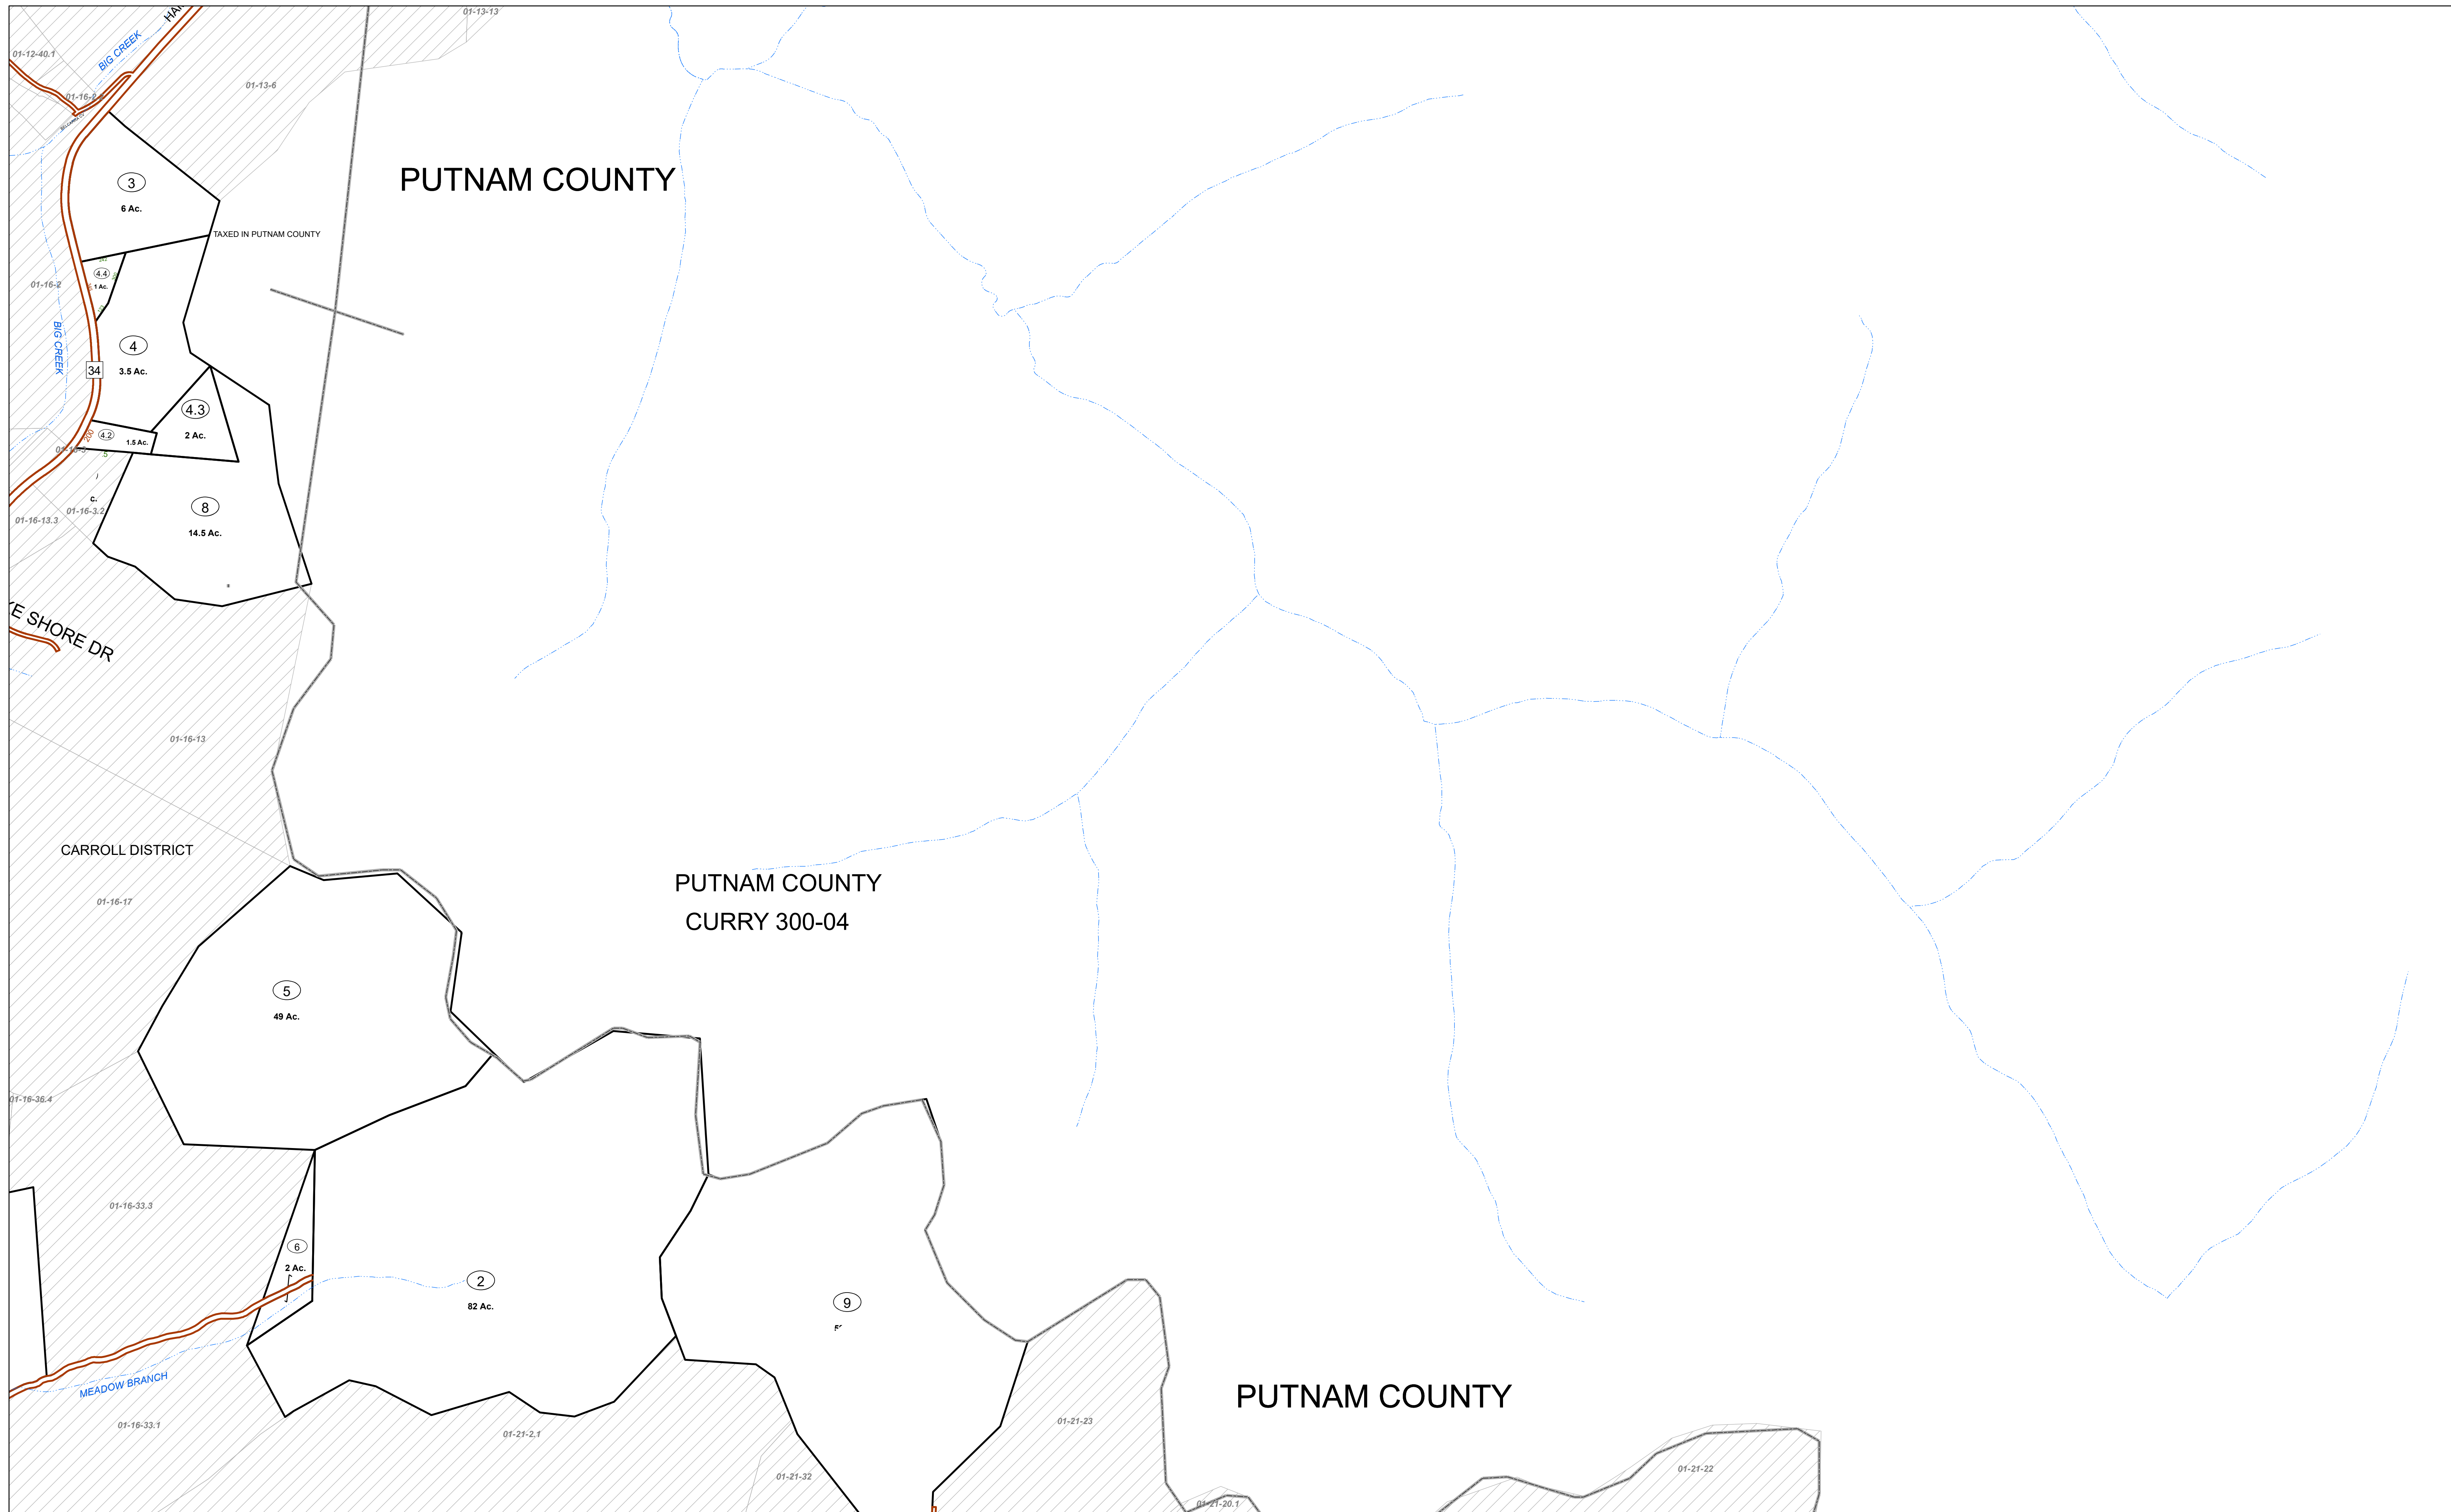 01-13-13
BIG CREEK
01-12-40.1
01-13-6
PUTNAM COUNTY
3
6 Ac.
TAXED IN PUTNAM COUNTY
4.4
1 Ac.
01-16-2
BIG CREEK
4
3.5 Ac.
34
4.3
2 Ac.
200
4.2
1.5 Ac.
5
8
14.5 Ac.
01-16-3.2
01-16-13.3
E SHORE DR
01-16-13
CARROLL DISTRICT
PUTNAM COUNTY
CURRY 300-04
01-16-17
5
49 Ac.
01-16-36.4
01-16-33.3
6
2 Ac.
2
82 Ac.
9
MEADOW BRANCH
PUTNAM COUNTY
01-16-33.1
01-21-2.1
01-21-23
01-21-32
01-21-22
01-21-20.1